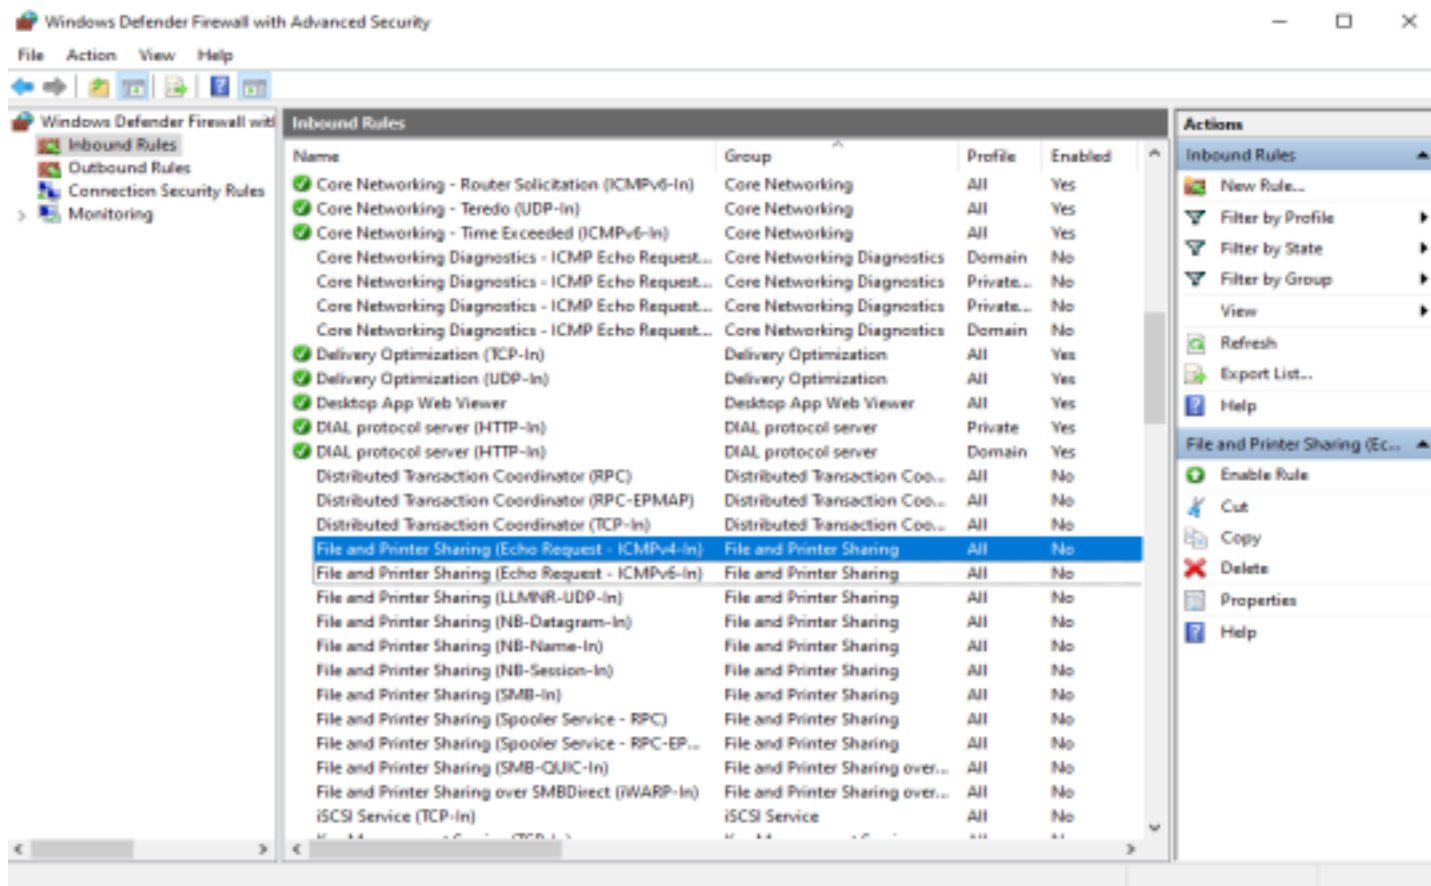 Windows Defender Firewall with Advanced Security
File Action View Help
Windows Defender Firewall with
Inbound Rules
Outbound Rules
Connection Security Rules
Monitoring
Inbound Rules
Name Group Profile Enabled
Core Networking - Router Solicitation (ICMPv6-In) Core Networking All Yes
Core Networking - Teredo (UDP-In) Core Networking All Yes
Core Networking - Time Exceeded (ICMPv6-In) Core Networking All Yes
Core Networking Diagnostics - ICMP Echo Request... Core Networking Diagnostics Domain No
Core Networking Diagnostics - ICMP Echo Request... Core Networking Diagnostics Private... No
Core Networking Diagnostics - ICMP Echo Request... Core Networking Diagnostics Private... No
Core Networking Diagnostics - ICMP Echo Request... Core Networking Diagnostics Domain No
Delivery Optimization (TCP-In) Delivery Optimization All Yes
Delivery Optimization (UDP-In) Delivery Optimization All Yes
Desktop App Web Viewer Desktop App Web Viewer All Yes
DIAL protocol server (HTTP-In) DIAL protocol server Private Yes
DIAL protocol server (HTTP-In) DIAL protocol server Domain Yes
Distributed Transaction Coordinator (RPC) Distributed Transaction Coo... All No
Distributed Transaction Coordinator (RPC-EPMAP) Distributed Transaction Coo... All No
Distributed Transaction Coordinator (TCP-In) Distributed Transaction Coo... All No
File and Printer Sharing (Echo Request - ICMPv4-In) File and Printer Sharing All No
File and Printer Sharing (Echo Request - ICMPv6-In) File and Printer Sharing All No
File and Printer Sharing (LLMNR-UDP-In) File and Printer Sharing All No
File and Printer Sharing (NB-Datagram-In) File and Printer Sharing All No
File and Printer Sharing (NB-Name-In) File and Printer Sharing All No
File and Printer Sharing (NB-Session-In) File and Printer Sharing All No
File and Printer Sharing (SMB-In) File and Printer Sharing All No
File and Printer Sharing (Spooler Service - RPC) File and Printer Sharing All No
File and Printer Sharing (Spooler Service - RPC-EP... File and Printer Sharing All No
File and Printer Sharing (SMB-QUIC-In) File and Printer Sharing over... All No
File and Printer Sharing over SMBDirect (iWARP-In) File and Printer Sharing over... All No
iSCSI Service (TCP-In) iSCSI Service All No
Actions
Inbound Rules
New Rule...
Filter by Profile
Filter by State
Filter by Group
View
Refresh
Export List...
Help
File and Printer Sharing (Ec...
Enable Rule
Cut
Copy
Delete
Properties
Help